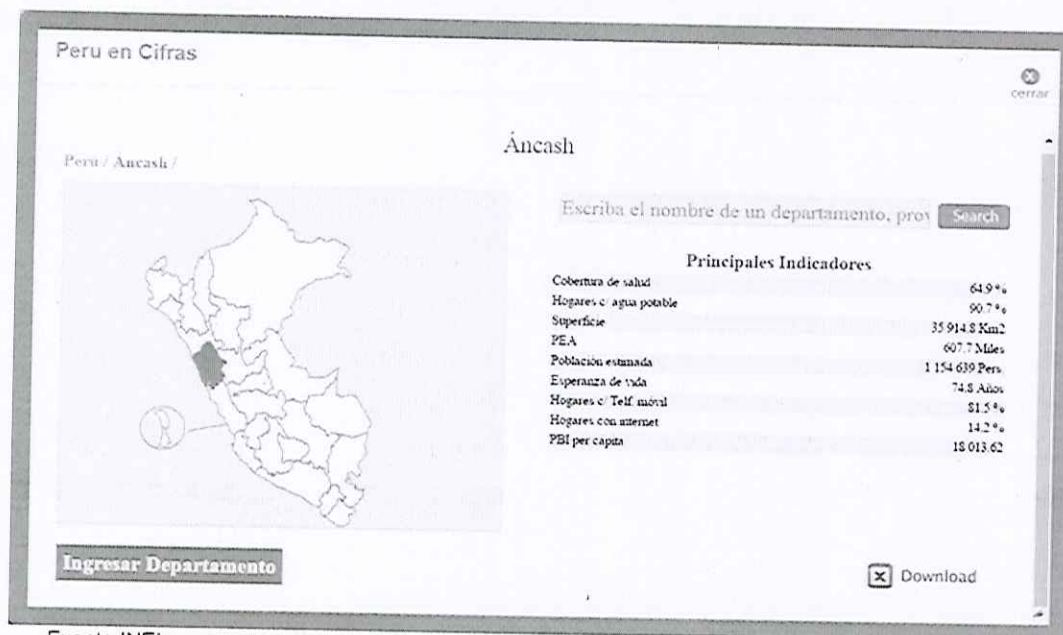 Peru en Cifras
cerrar
Áncash
Peru / Áncash /
Escriba el nombre de un departamento, prov
Search
Principales Indicadores
Cobertura de salud 64.9 %
Hogares c/ agua potable 90.7 %
Superficie 35 914.8 Km2
PEA 607.7 Miles
Población estimada 1 154 639 Pers.
Esperanza de vida 74.8 Años
Hogares c/ Telf. móvil 81.5 %
Hogares con internet 14.2 %
PBI per cápita 18 013.62
Ingresar Departamento
Download